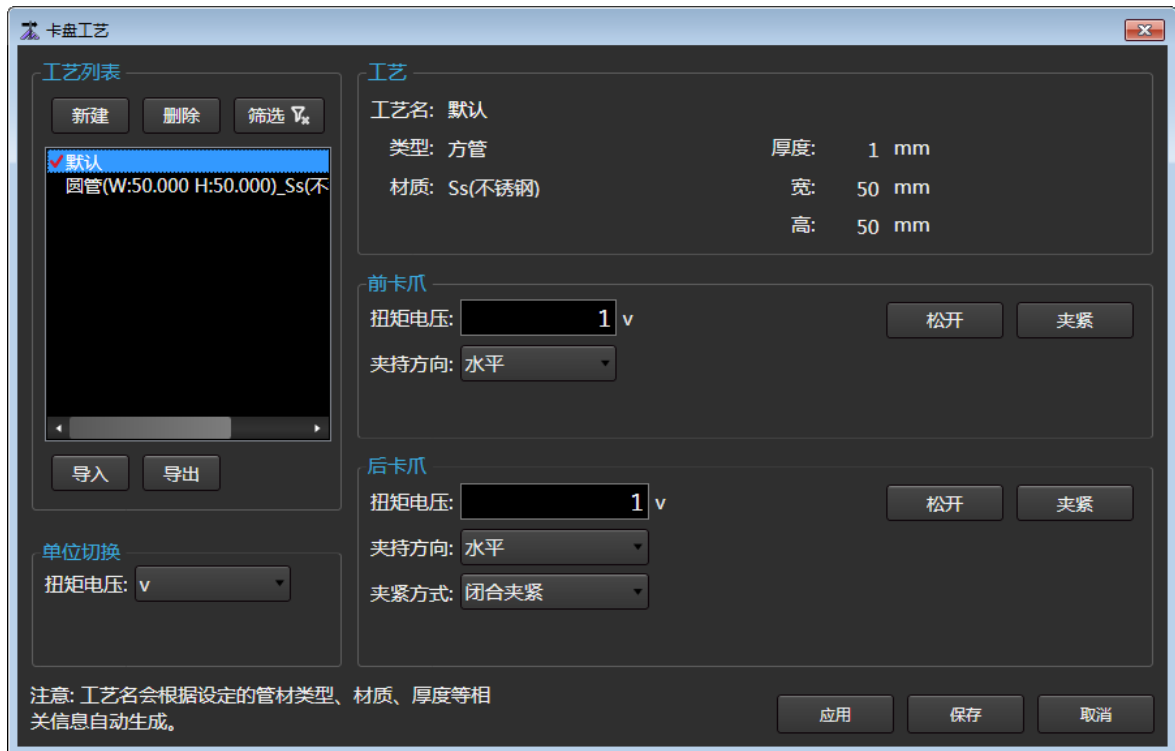 卡盘工艺
工艺列表
新建 删除 筛选
默认
圆管(W:50.000 H:50.000)_Ss(不
导入 导出
单位切换
扭矩电压: v
工艺
工艺名: 默认
类型: 方管 厚度: 1 mm
材质: Ss(不锈钢) 宽: 50 mm
高: 50 mm
前卡爪
扭矩电压: 1 v 松开 夹紧
夹持方向: 水平
后卡爪
扭矩电压: 1 v 松开 夹紧
夹持方向: 水平
夹紧方式: 闭合夹紧
注意: 工艺名会根据设定的管材类型、材质、厚度等相
关信息自动生成。
应用 保存 取消